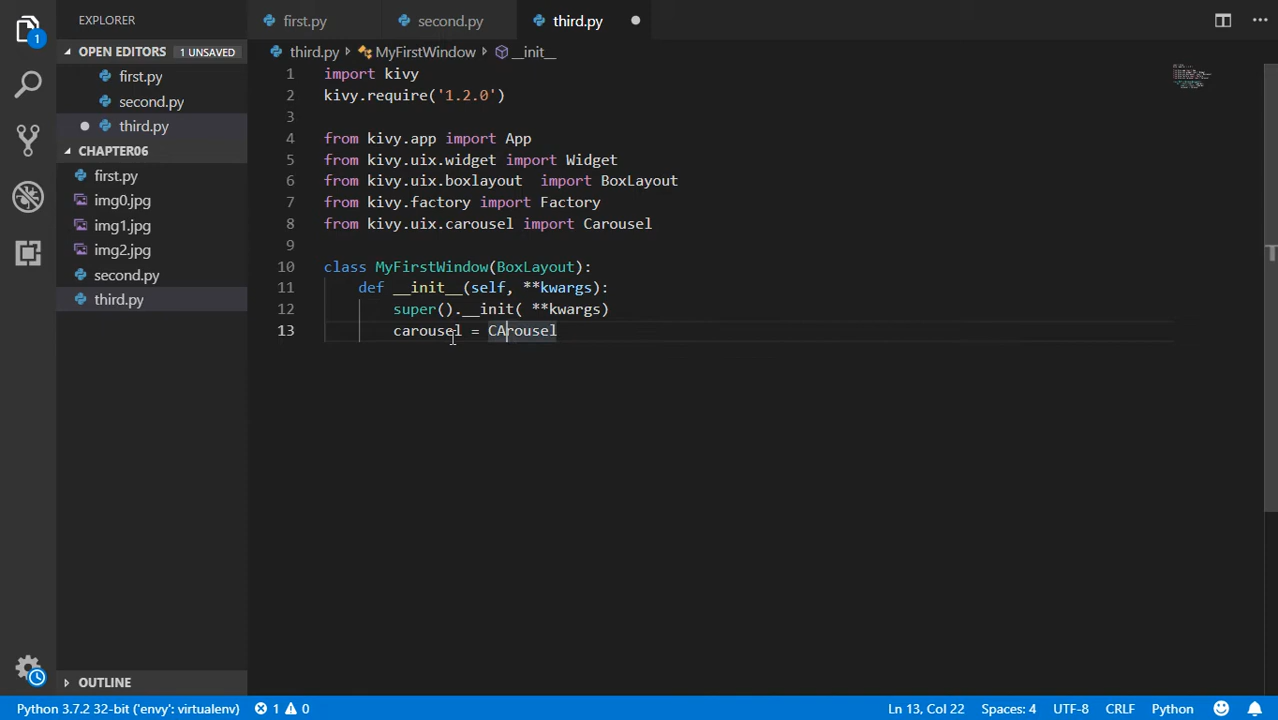 EXPLORER
first.py
second.py
third.py
OPEN EDITORS 1 UNSAVED
third.py MyFirstWindow __init__
first.py
second.py
third.py
CHAPTER06
first.py
img0.jpg
img1.jpg
img2.jpg
second.py
third.py
1 import kivy
2 kivy.require('1.2.0')
3
4 from kivy.app import App
5 from kivy.uix.widget import Widget
6 from kivy.uix.boxlayout  import BoxLayout
7 from kivy.factory import Factory
8 from kivy.uix.carousel import Carousel
9
10 class MyFirstWindow(BoxLayout):
11 def __init__(self, **kwargs):
12 super().__init( **kwargs)
13 carousel = CArousel
1
OUTLINE
Python 3.7.2 32-bit ('envy': virtualenv) 1 0 Ln 13, Col 22 Spaces: 4 UTF-8 CRLF Python